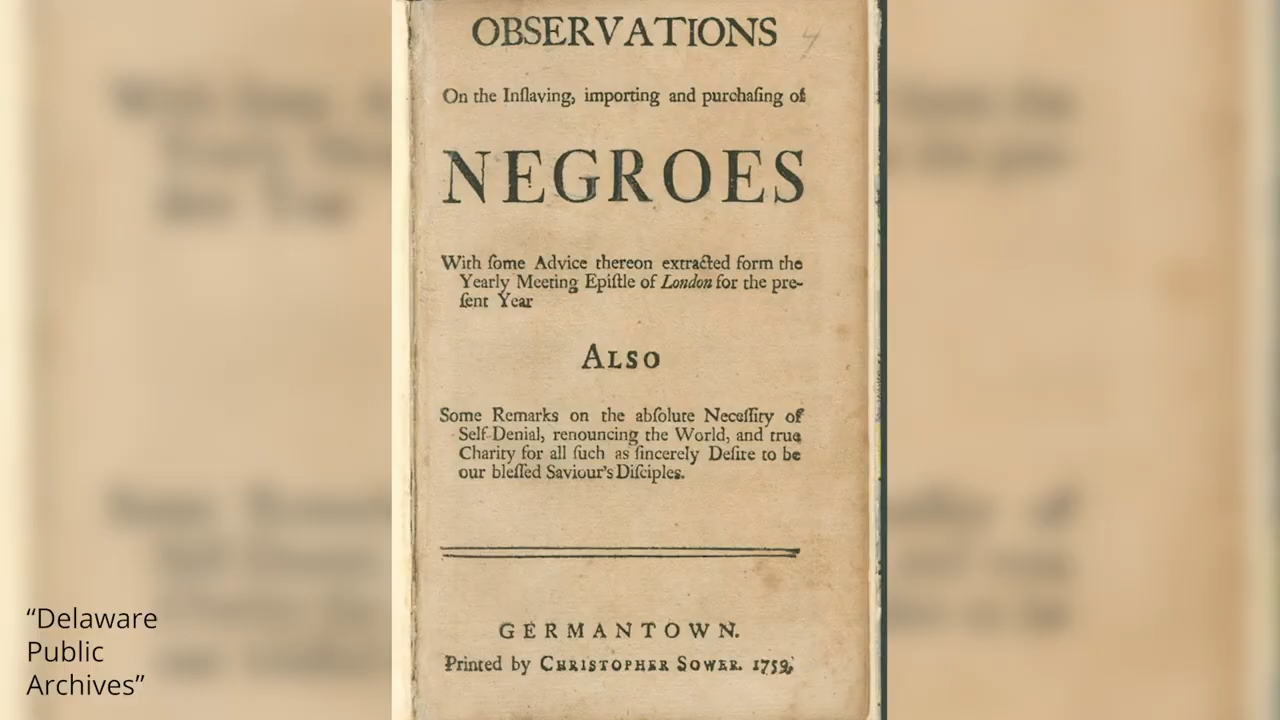 OBSERVATIONS 4
On the Inſlaving, importing and purchaſing of
NEGROES
With ſome Advice thereon extracted form the
Yearly Meeting Epiſtle of London for the pre-
ſent Year
ALSO
Some Remarks on the abſolute Neceſſity of
Self-Denial, renouncing the World, and true
Charity for all ſuch as ſincerely Deſire to be
our bleſſed Saviour's Diſciples.
GERMANTOWN.
Printed by CHRISTOPHER SOWER. 1759.
“Delaware
Public
Archives”